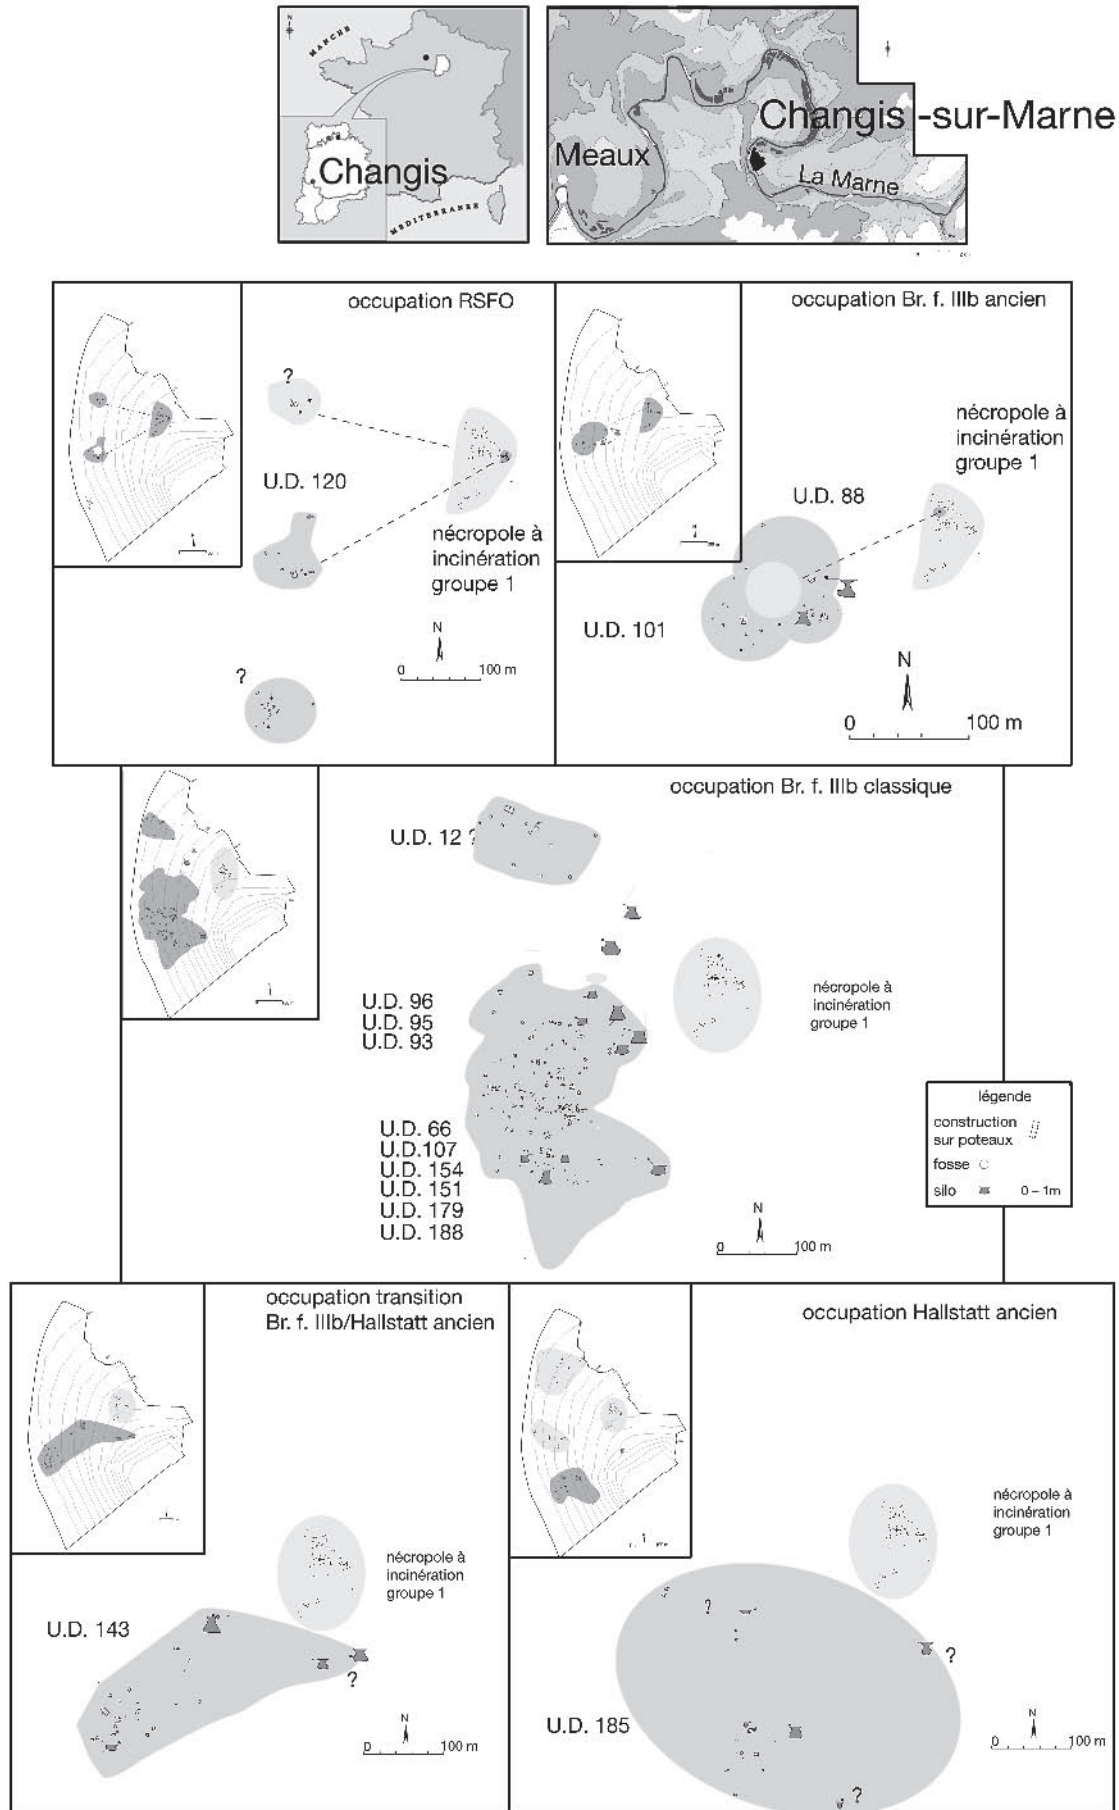 N
MANCHE
Changis
MEDITERRANEE
Changis-sur-Marne
Meaux
La Marne
occupation RSFO
?
U.D. 120
nécropole à
incinération
groupe 1
?
N
0 100 m
occupation Br. f. IIIb ancien
nécropole à
incinération
groupe 1
U.D. 88
U.D. 101
N
0 100 m
occupation Br. f. IIIb classique
U.D. 12 ?
U.D. 96
U.D. 95
U.D. 93
nécropole à
incinération
groupe 1
U.D. 66
U.D.107
U.D. 154
U.D. 151
U.D. 179
U.D. 188
N
0 100 m
légende
construction
sur poteaux
fosse
silo 0 – 1m
occupation transition
Br. f. IIIb/Hallstatt ancien
nécropole à
incinération
groupe 1
U.D. 143
?
N
0 100 m
occupation Hallstatt ancien
nécropole à
incinération
groupe 1
?
?
U.D. 185
?
N
0 100 m